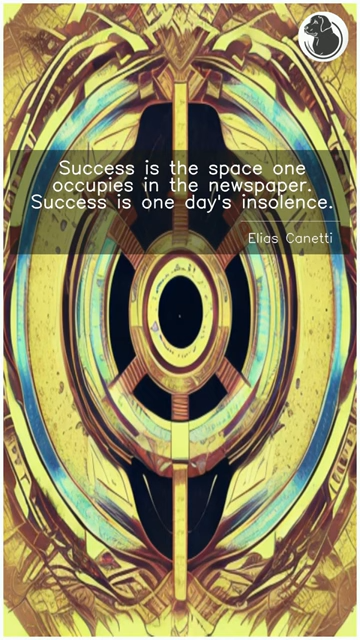 Success is the space one
occupies in the newspaper.
Success is one day's insolence.
Elias Canetti